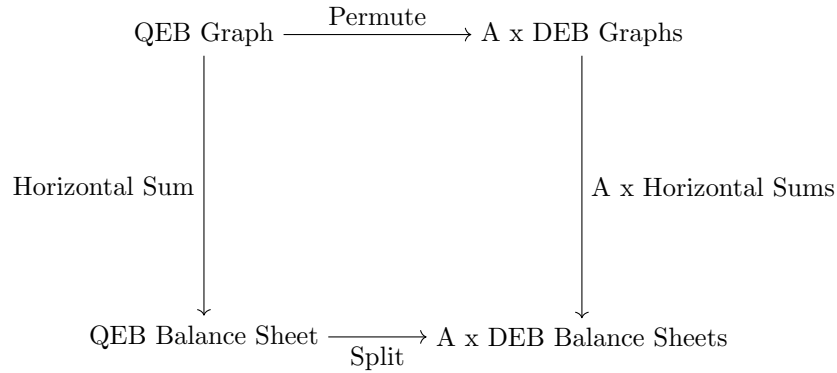 Permute
QEB Graph
A x DEB Graphs
Horizontal Sum
A x Horizontal Sums
QEB Balance Sheet
A x DEB Balance Sheets
Split